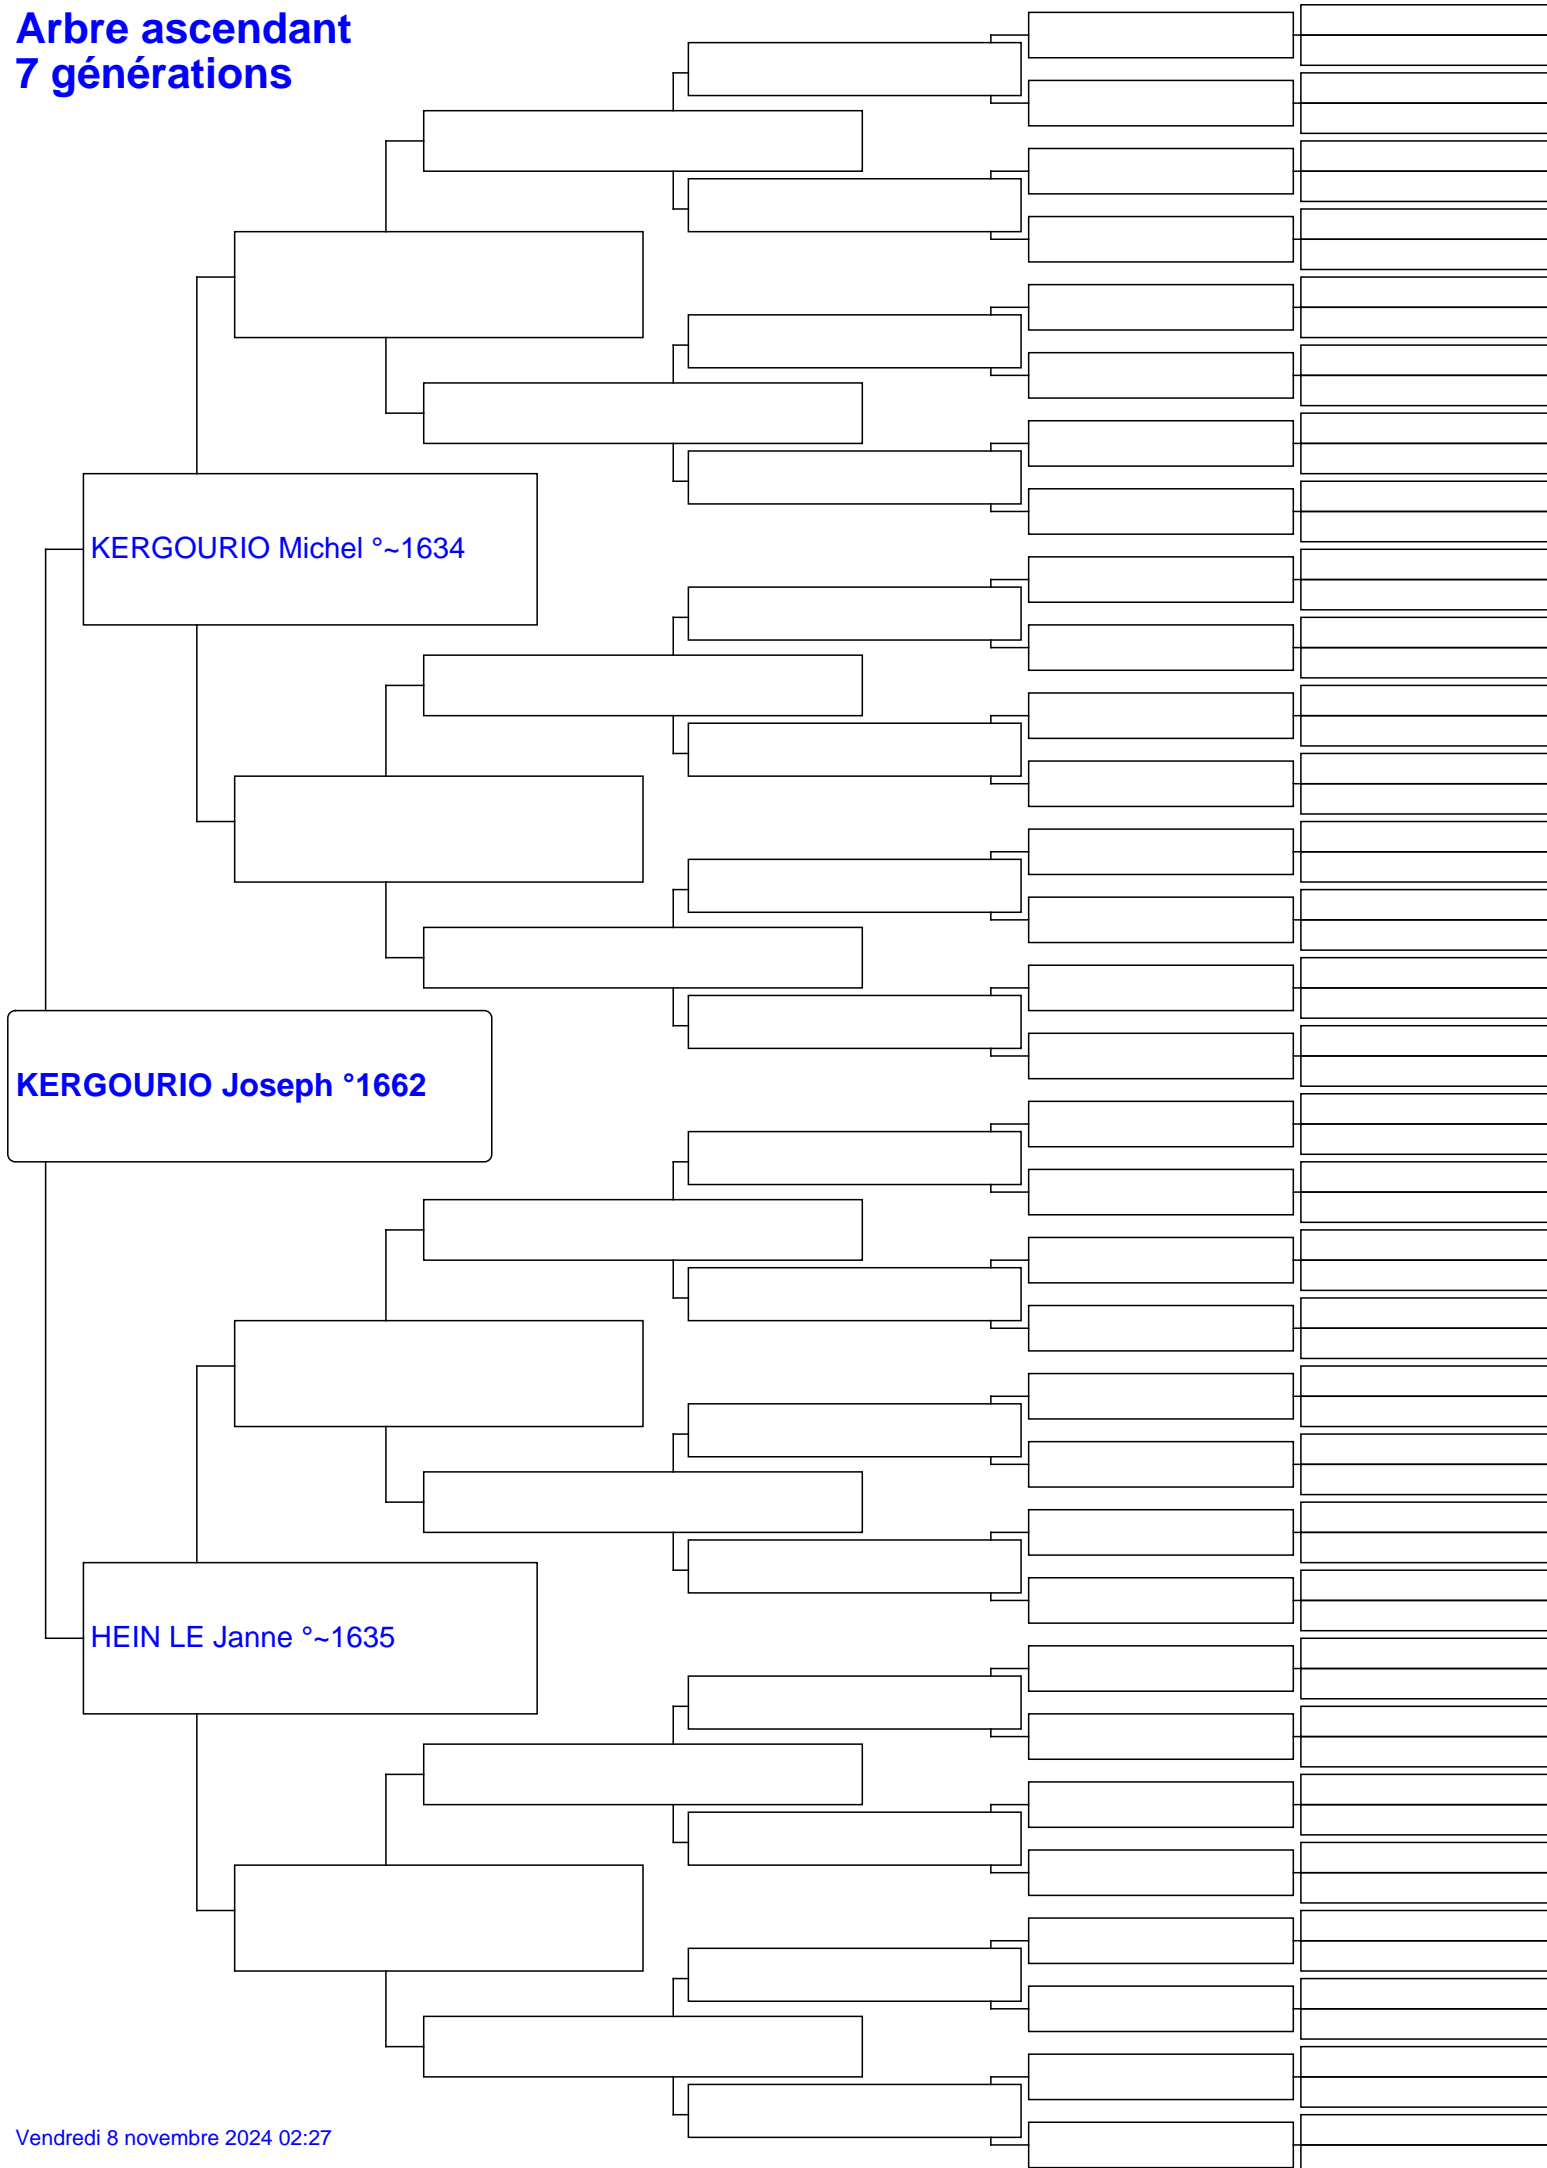 Arbre ascendant
7 générations
KERGOURIO Michel °~1634
KERGOURIO Joseph °1662
HEIN LE Janne °~1635
Vendredi 8 novembre 2024 02:27